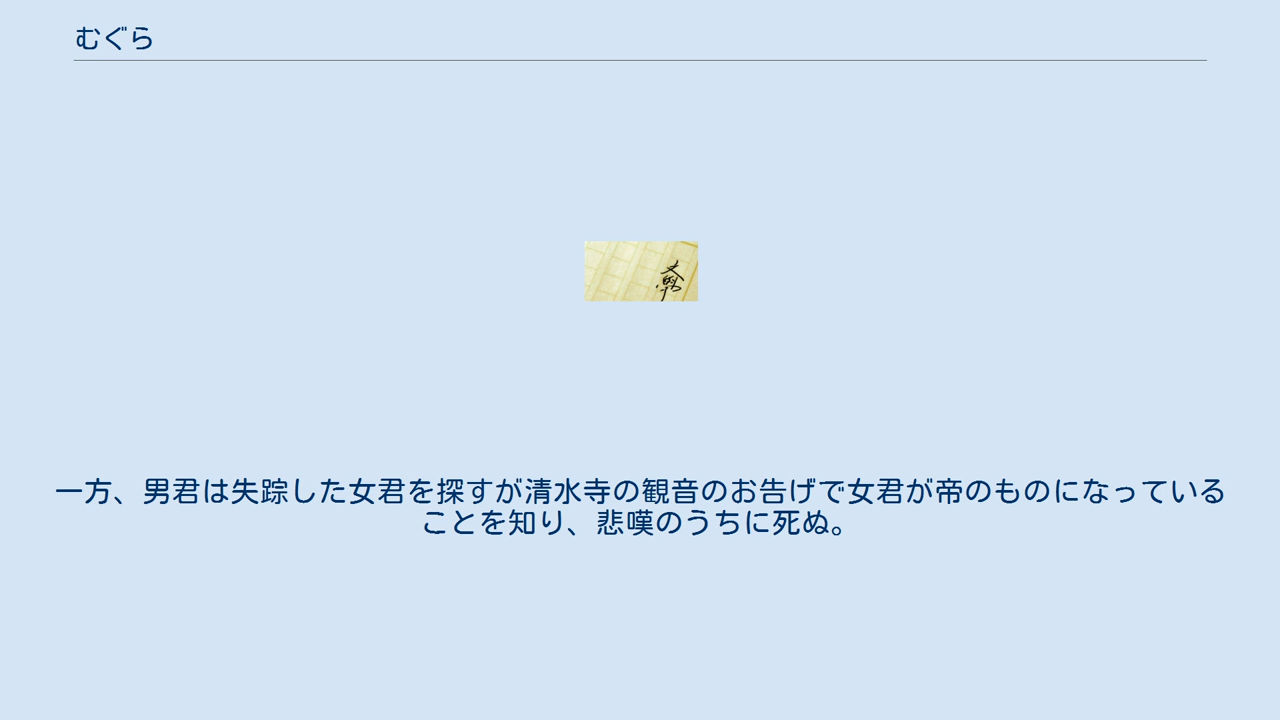 むぐら
一方、男君は失踪した女君を探すが清水寺の観音のお告げで女君が帝のものになっている
ことを知り、悲嘆のうちに死ぬ。